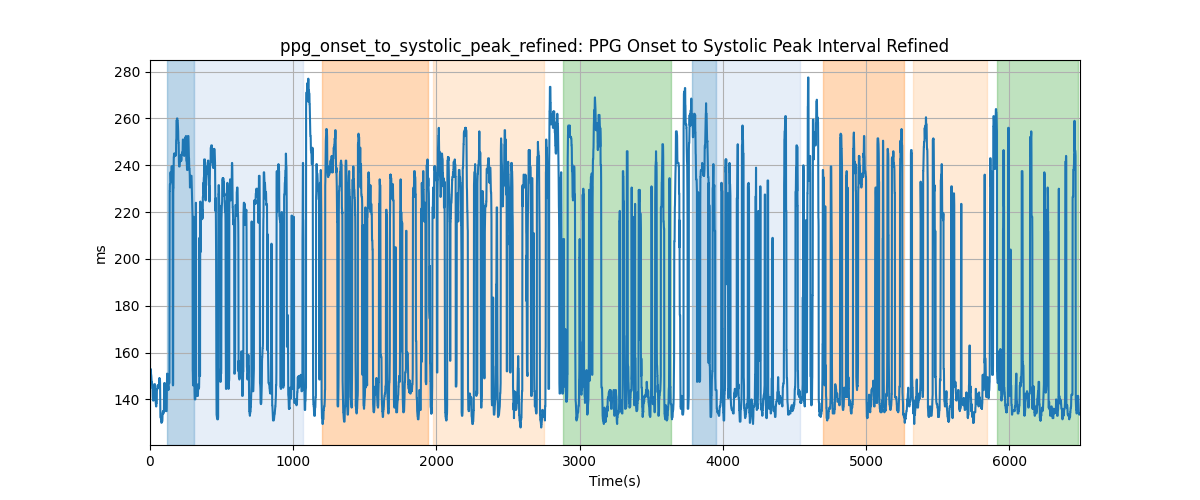 ppg_onset_to_systolic_peak_refined: PPG Onset to Systolic Peak Interval Refined
280
260
240
220
200
180
160
140
ms
0 1000 2000 3000 4000 5000 6000
Time(s)